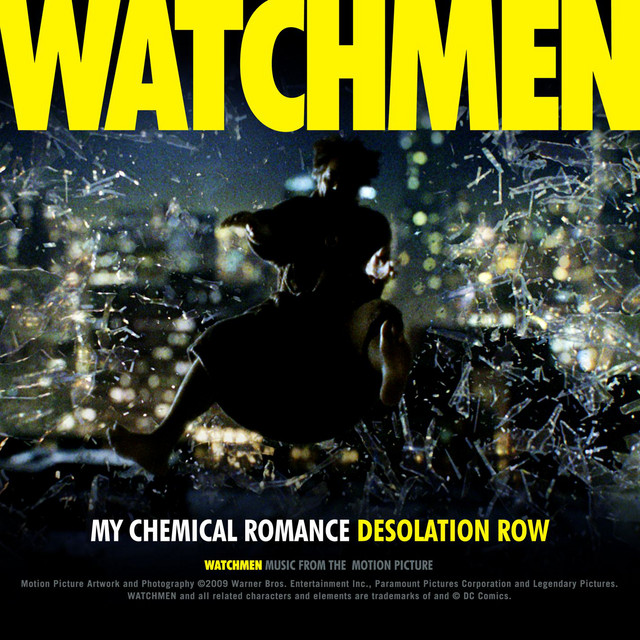 WATCHMEN
MY CHEMICAL ROMANCE DESOLATION ROW
WATCHMEN MUSIC FROM THE MOTION PICTURE
Motion Picture Artwork and Photography ©2009 Warner Bros. Entertainment Inc., Paramount Pictures Corporation and Legendary Pictures.
WATCHMEN and all related characters and elements are trademarks of and © DC Comics.